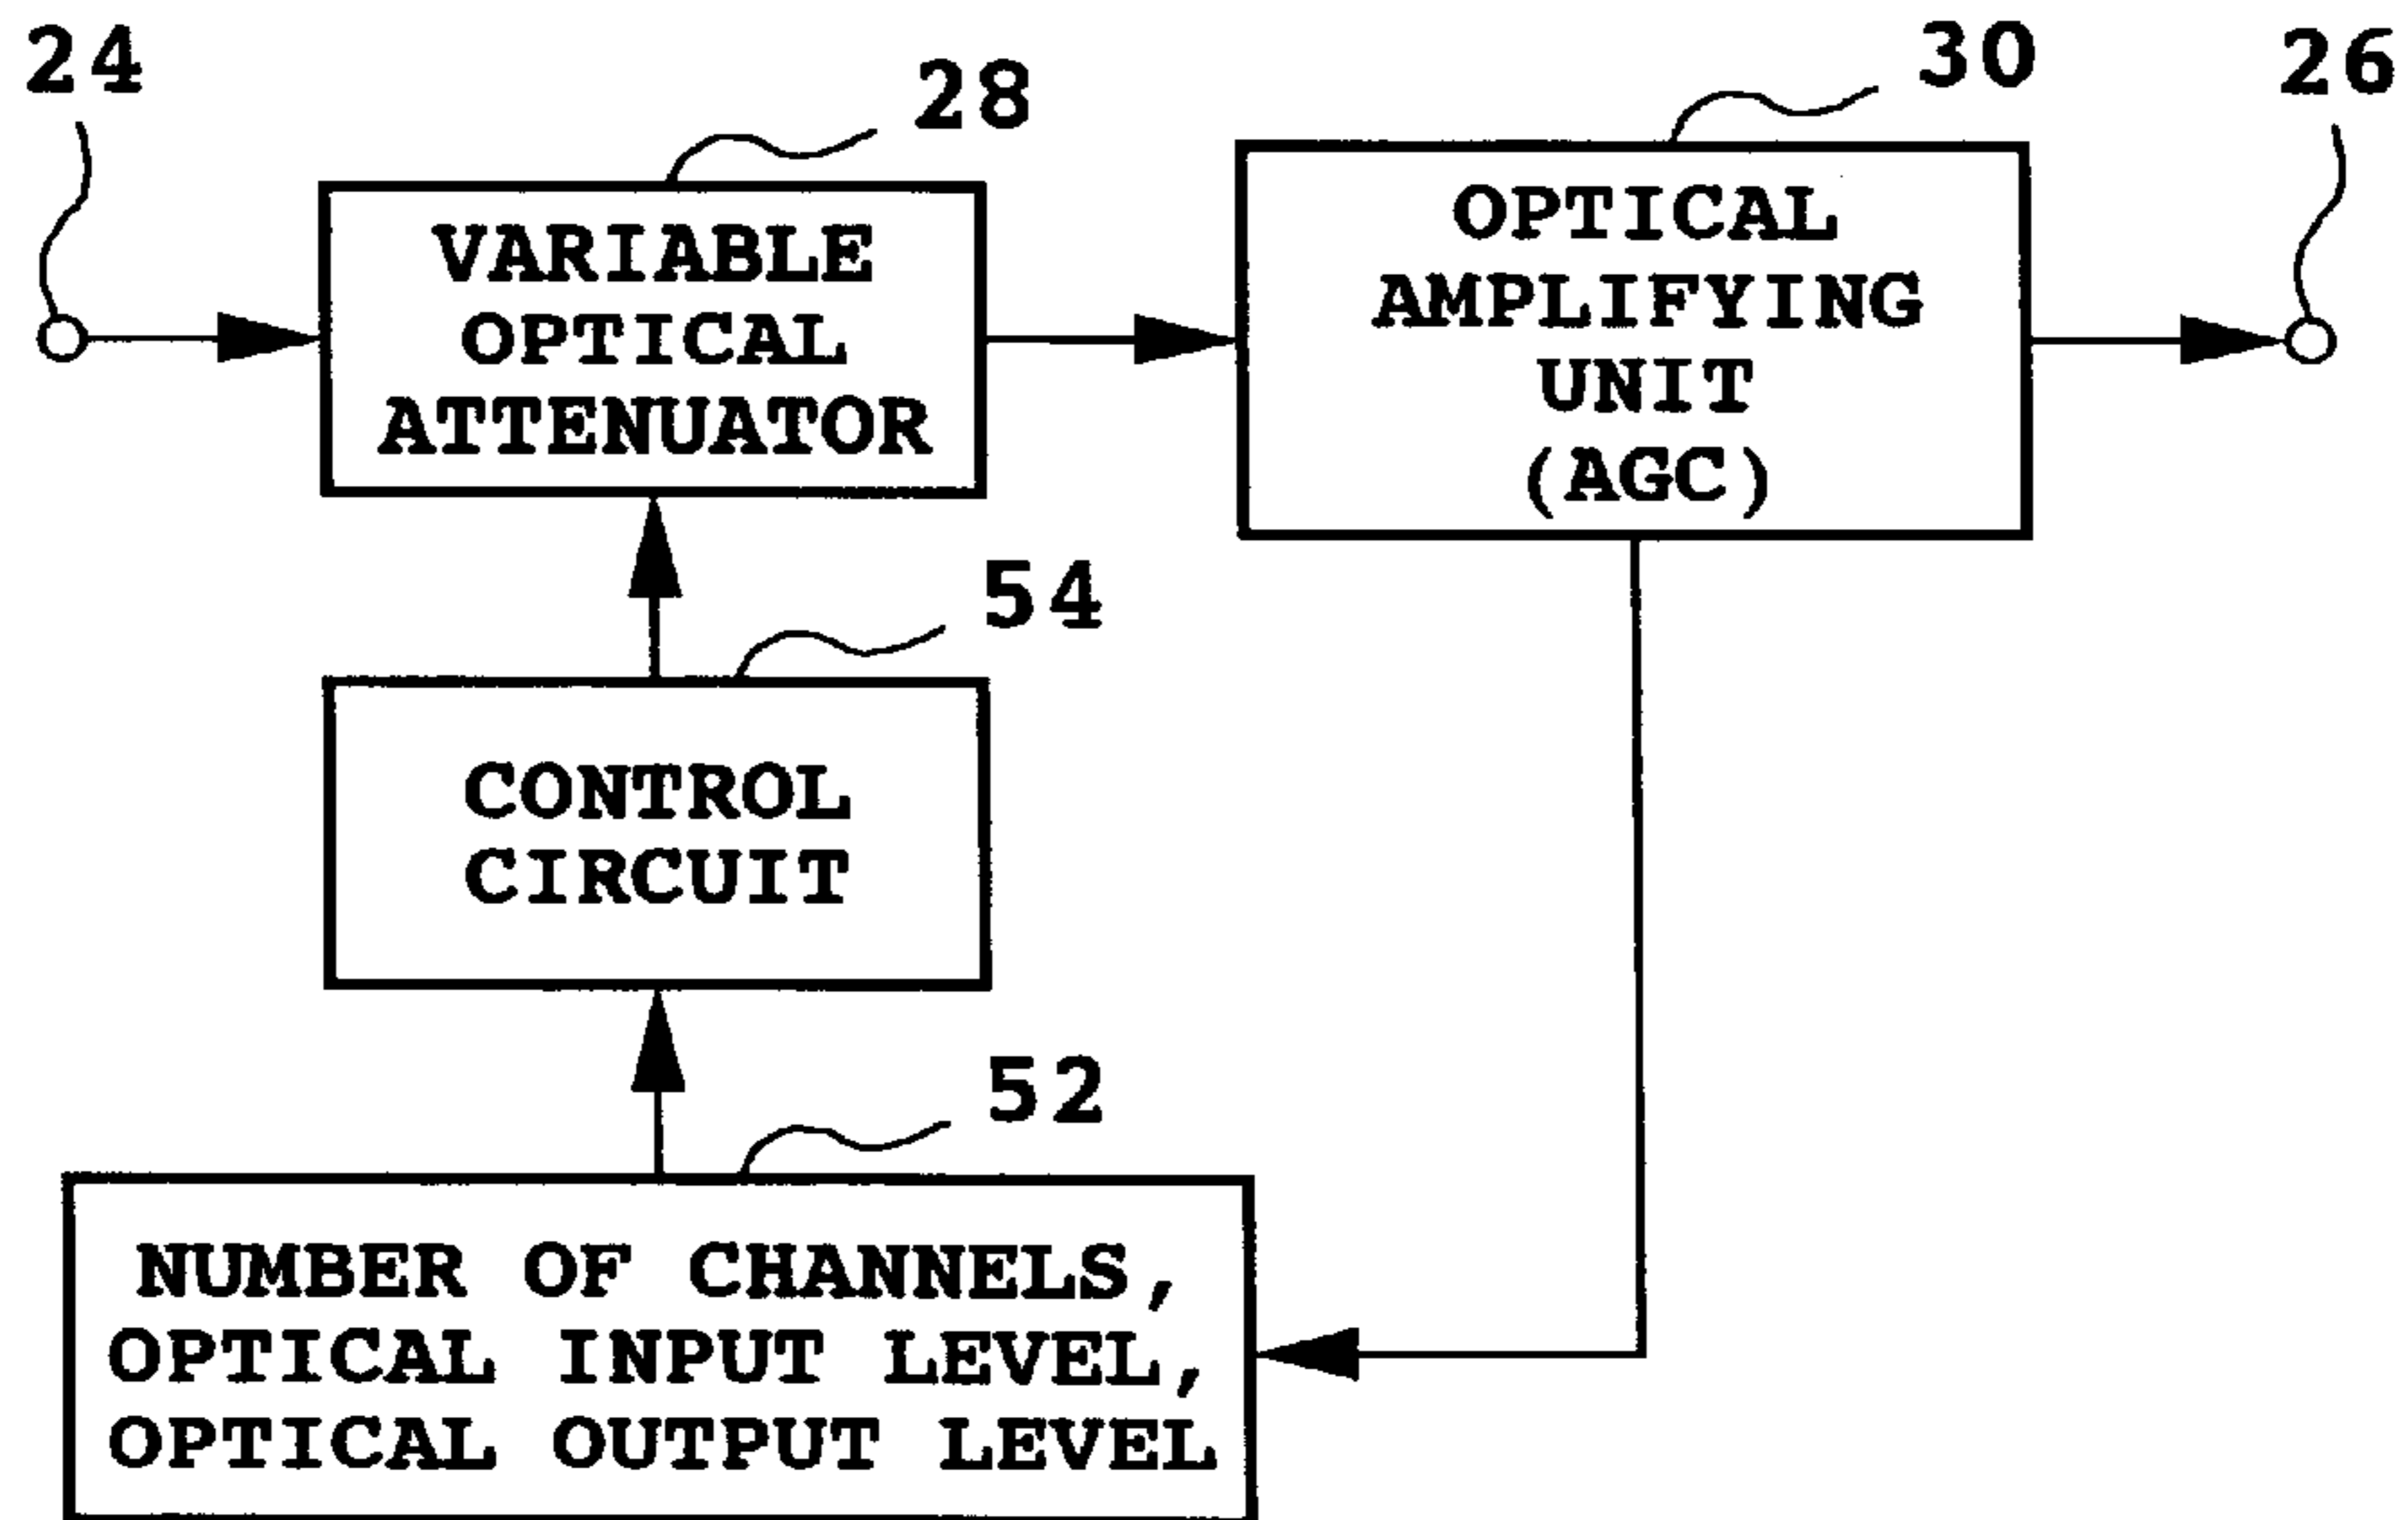 24
28
30
26
VARIABLE
OPTICAL
ATTENUATOR
OPTICAL
AMPLIFYING
UNIT
(AGC)
54
CONTROL
CIRCUIT
52
NUMBER OF CHANNELS,
OPTICAL INPUT LEVEL,
OPTICAL OUTPUT LEVEL